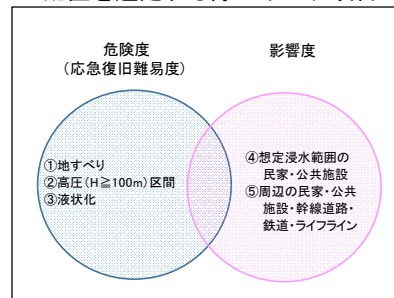 危険度
(応急復旧難易度)
影響度
①地すべり
②高圧(H≧100m)区間
③液状化
④想定浸水範囲の
民家・公共施設
⑤周辺の民家・公共
施設・幹線道路・
鉄道・ライフライン